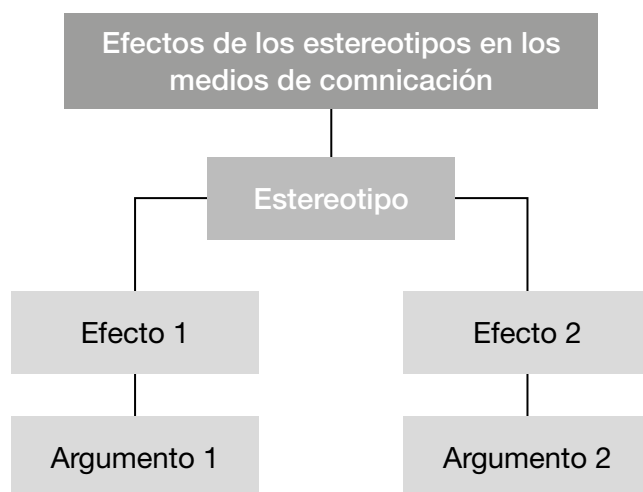 Efectos de los estereotipos en los
medios de comnicación
Estereotipo
Efecto 1
Efecto 2
Argumento 1
Argumento 2